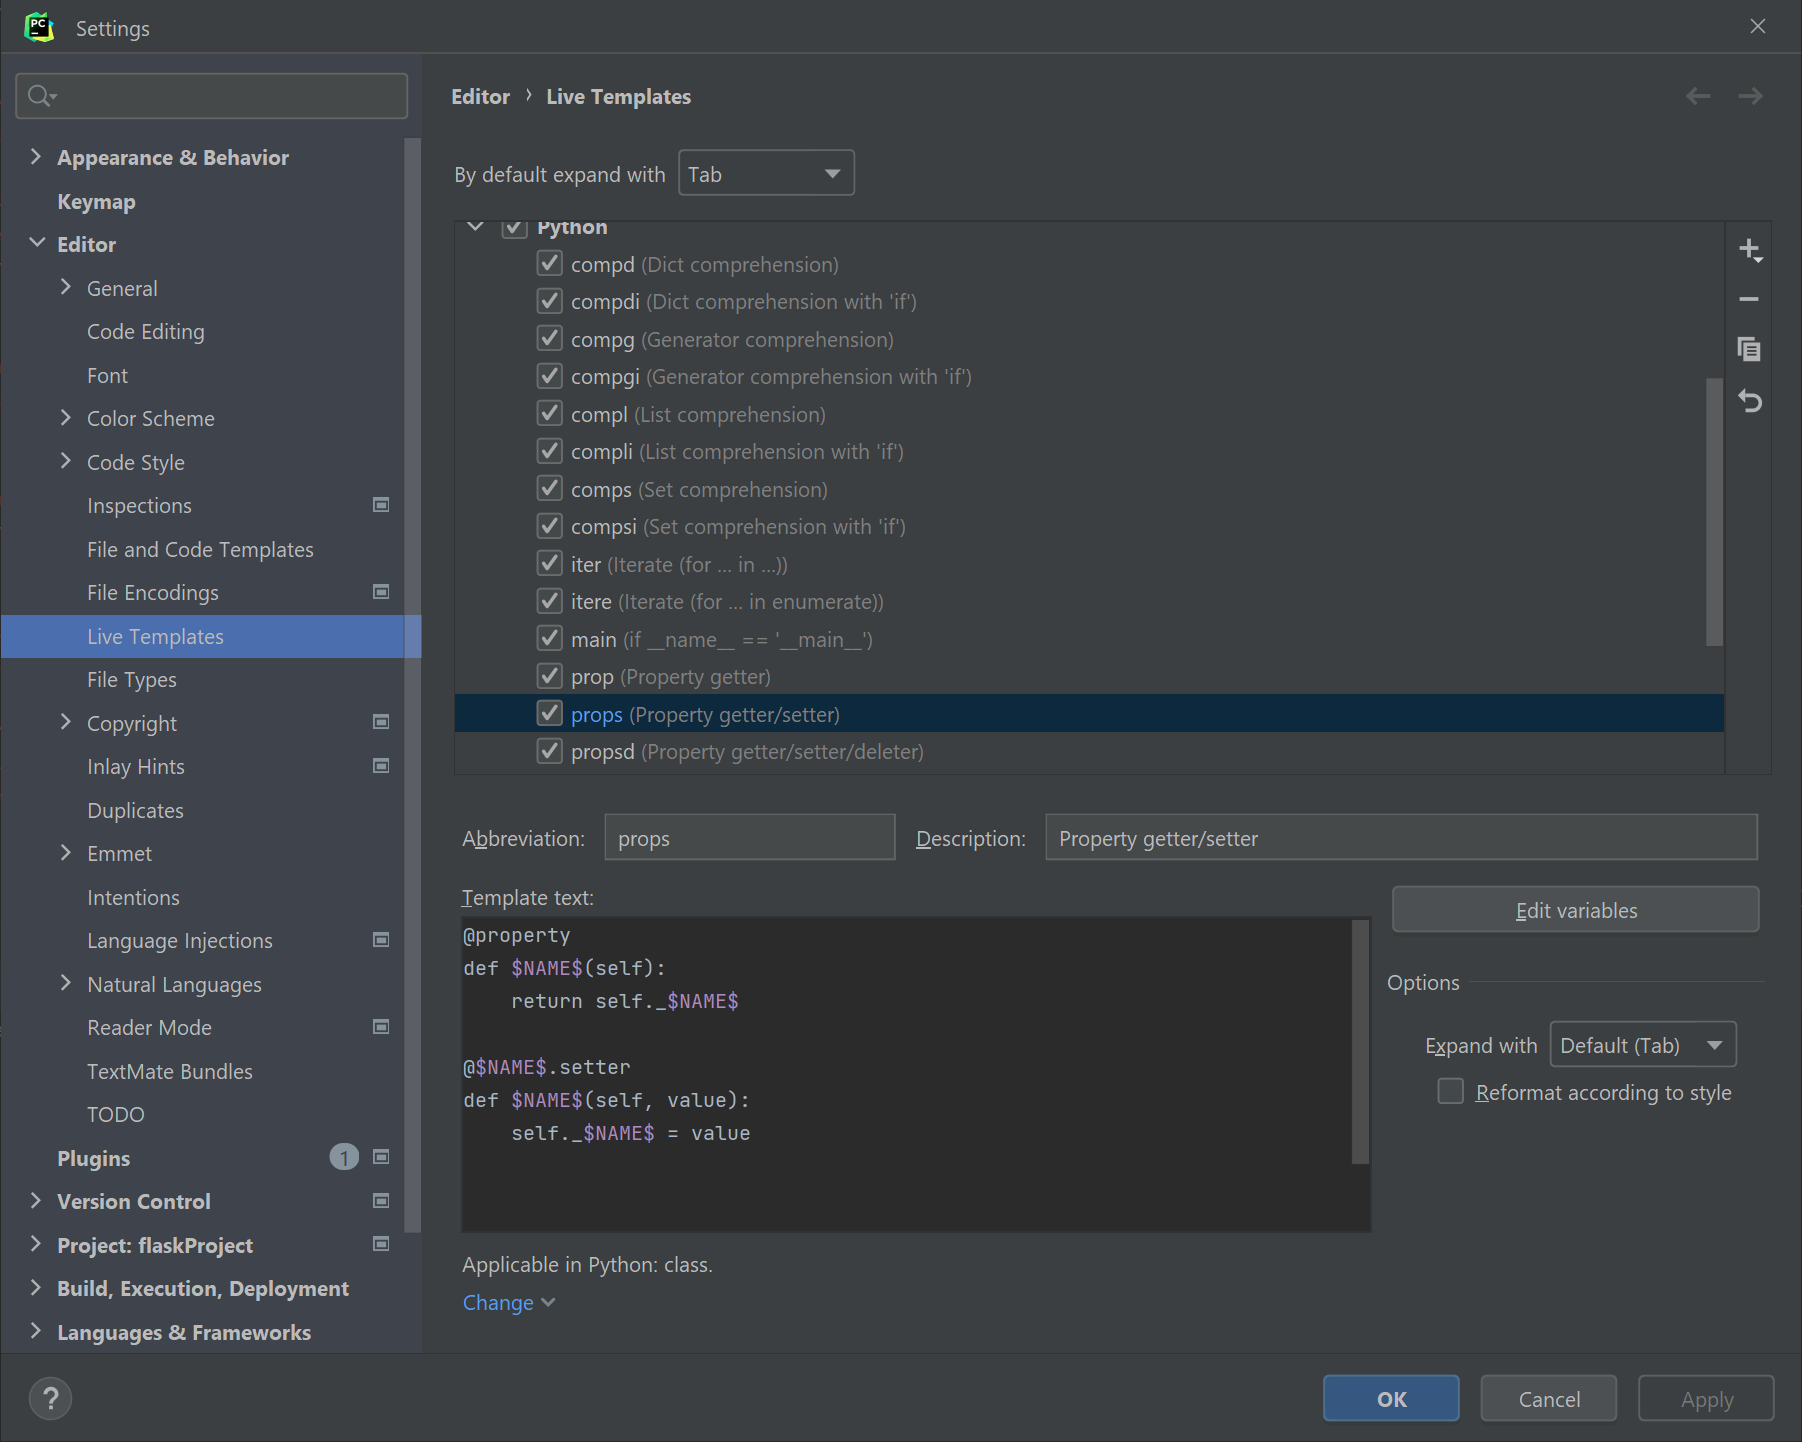 PC
Settings
Appearance & Behavior
Keymap
Editor
General
Code Editing
Font
Color Scheme
Code Style
Inspections
File and Code Templates
File Encodings
Live Templates
File Types
Copyright
Inlay Hints
Duplicates
Emmet
Intentions
Language Injections
Natural Languages
Reader Mode
TextMate Bundles
TODO
Plugins 1
Version Control
Project: flaskProject
Build, Execution, Deployment
Languages & Frameworks
Editor › Live Templates
By default expand with Tab
Python
compd (Dict comprehension)
compdi (Dict comprehension with 'if')
compg (Generator comprehension)
compgi (Generator comprehension with 'if')
compl (List comprehension)
compli (List comprehension with 'if')
comps (Set comprehension)
compsi (Set comprehension with 'if')
iter (Iterate (for ... in ...))
itere (Iterate (for ... in enumerate))
main (if __name__ == '__main__')
prop (Property getter)
props (Property getter/setter)
propsd (Property getter/setter/deleter)
Abbreviation: props Description: Property getter/setter
Template text:
@property
def $NAME$(self):
    return self._$NAME$
@$NAME$.setter
def $NAME$(self, value):
    self._$NAME$ = value
Edit variables
Options
Expand with Default (Tab)
Reformat according to style
Applicable in Python: class.
Change
? OK Cancel Apply